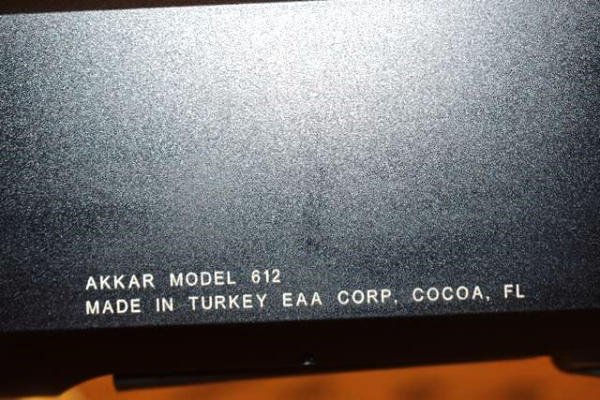 AKKAR MODEL 612
MADE IN TURKEY EAA CORP. COCOA, FL